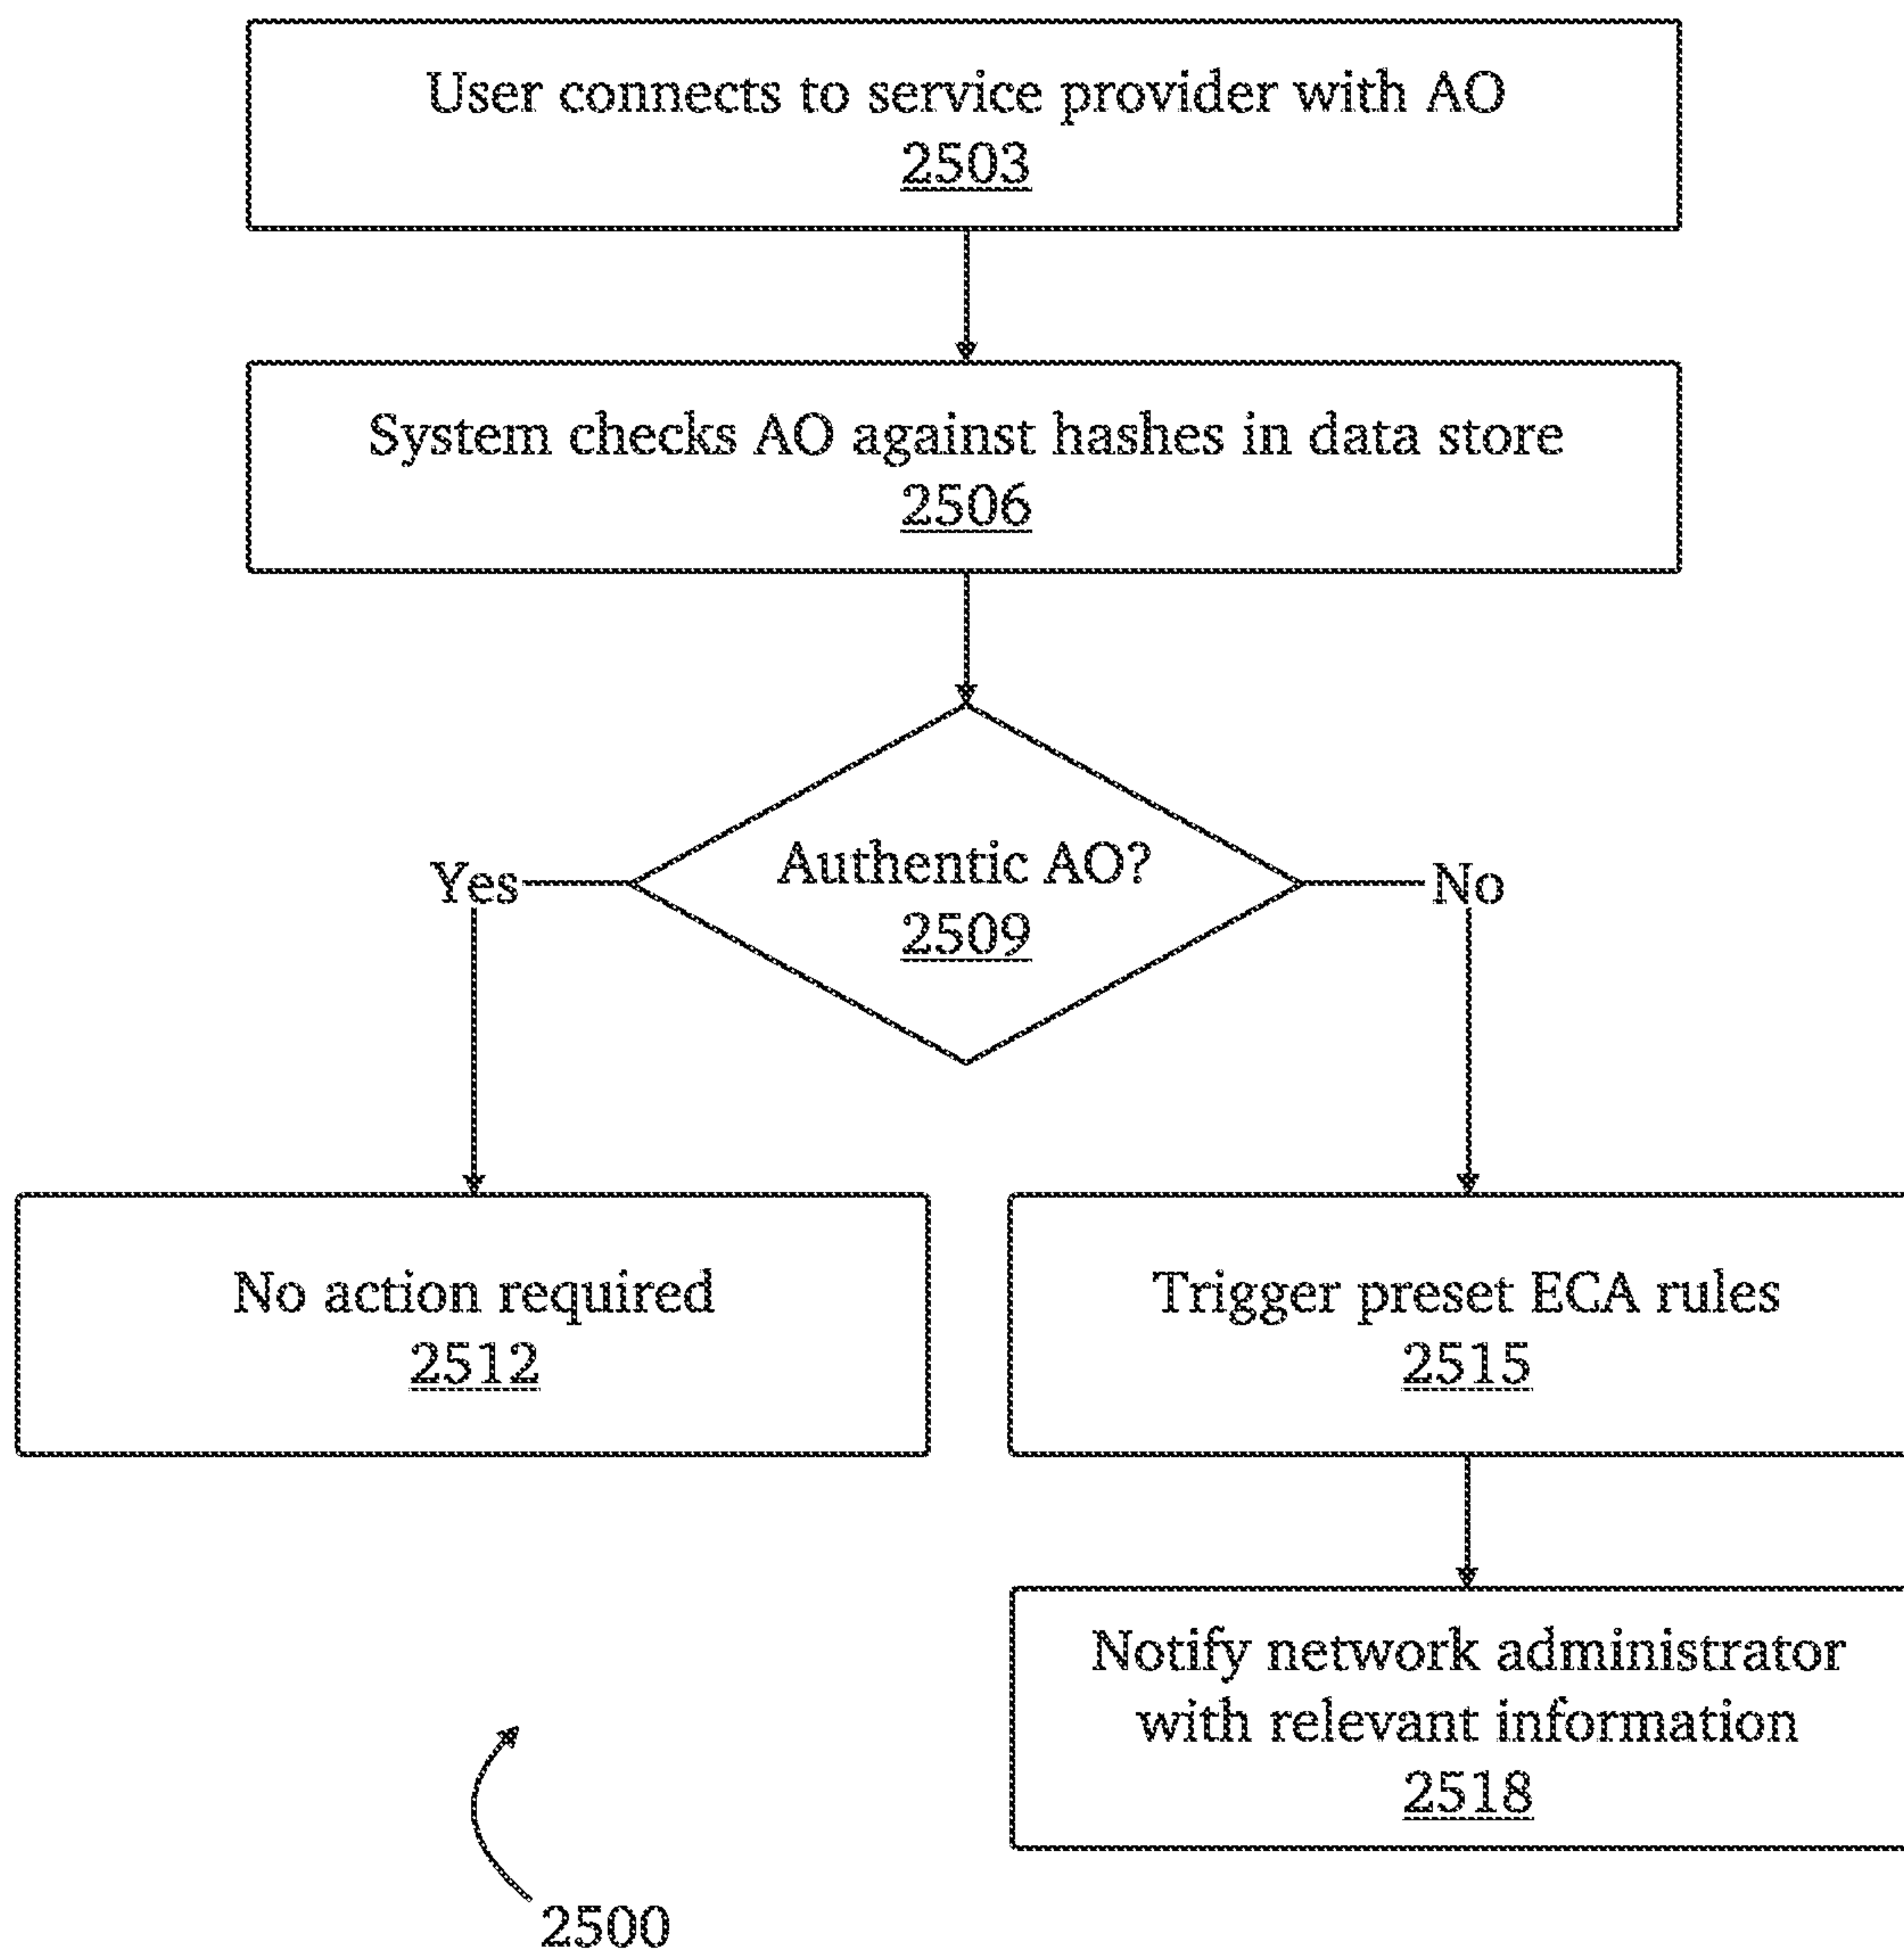 User connects to service provider with AO
2503
System checks AO against hashes in data store
2506
Authentic AO?
2509
Yes
No
No action required
2512
Trigger preset ECA rules
2515
Notify network administrator
with relevant information
2518
2500